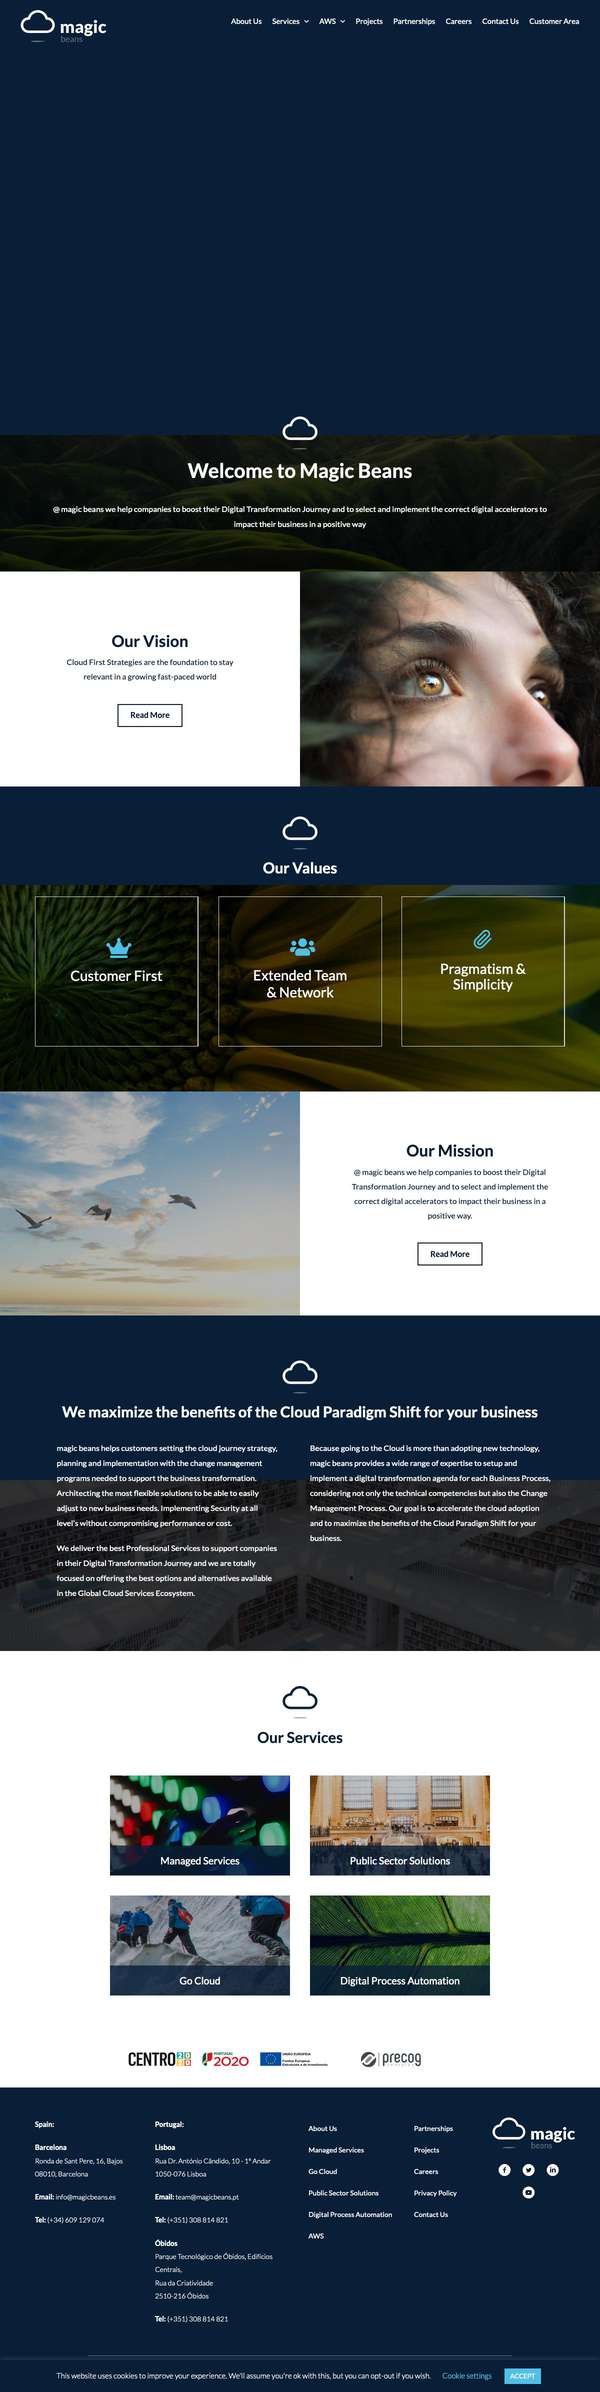 magic
beans
About Us Services AWS Projects Partnerships Careers Contact Us Customer Area
Welcome to Magic Beans
@ magic beans we help companies to boost their Digital Transformation Journey and to select and implement the correct digital accelerators to
impact their business in a positive way
Our Vision
Cloud First Strategies are the foundation to stay
relevant in a growing fast-paced world
Read More
Our Values
Customer First
Extended Team
& Network
Pragmatism &
Simplicity
Our Mission
@ magic beans we help companies to boost their Digital
Transformation Journey and to select and implement the
correct digital accelerators to impact their business in a
positive way.
Read More
We maximize the benefits of the Cloud Paradigm Shift for your business
magic beans helps customers setting the cloud journey strategy,
planning and implementation with the change management
programs needed to support the business transformation.
Architecting the most flexible solutions to be able to easily
adjust to new business needs. Implementing Security at all
level's without compromising performance or cost.
We deliver the best Professional Services to support companies
in their Digital Transformation Journey and we are totally
focused on offering the best options and alternatives available
in the Global Cloud Services Ecosystem.
Because going to the Cloud is more than adopting new technology,
magic beans provides a wide range of expertise to setup and
implement a digital transformation agenda for each Business Process,
considering not only the technical competencies but also the Change
Management Process. Our goal is to accelerate the cloud adoption
and to maximize the benefits of the Cloud Paradigm Shift for your
business.
Our Services
Managed Services
Public Sector Solutions
Go Cloud
Digital Process Automation
CENTRO 2020
PORTUGAL
2020
UNIÃO EUROPEIA
Fundos Europeus
Estruturais e de Investimento
precog
Spain:
Barcelona
Ronda de Sant Pere, 16, Bajos
08010, Barcelona
Email: info@magicbeans.es
Tel: (+34) 609 129 074
Portugal:
Lisboa
Rua Dr. António Cândido, 10 - 1º Andar
1050-076 Lisboa
Email: team@magicbeans.pt
Tel: (+351) 308 814 821
Óbidos
Parque Tecnológico de Óbidos, Edifícios
Centrais,
Rua da Criatividade
2510-216 Óbidos
Tel: (+351) 308 814 821
About Us
Managed Services
Go Cloud
Public Sector Solutions
Digital Process Automation
AWS
Partnerships
Projects
Careers
Privacy Policy
Contact Us
magic
beans
This website uses cookies to improve your experience. We'll assume you're ok with this, but you can opt-out if you wish. Cookie settings ACCEPT